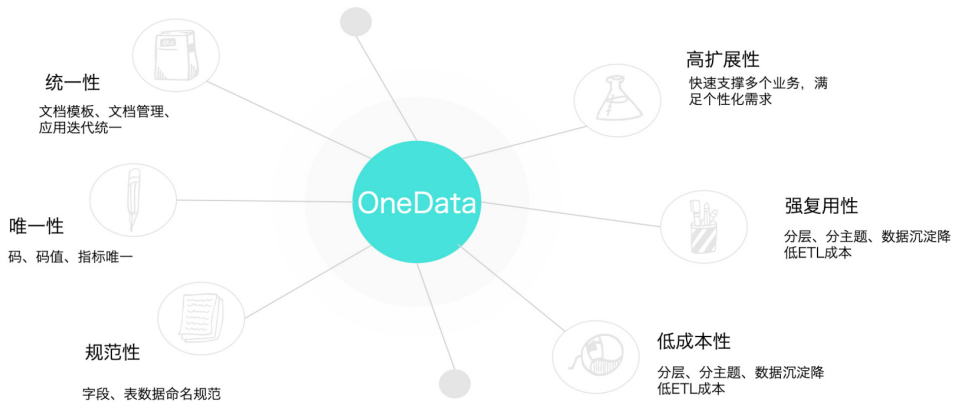 统一性
文档模板、文档管理、
应用迭代统一
唯一性
码、码值、指标唯一
规范性
字段、表数据命名规范
OneData
高扩展性
快速支撑多个业务，满
足个性化需求
强复用性
分层、分主题、数据沉淀降
低ETL成本
低成本性
分层、分主题、数据沉淀降
低ETL成本